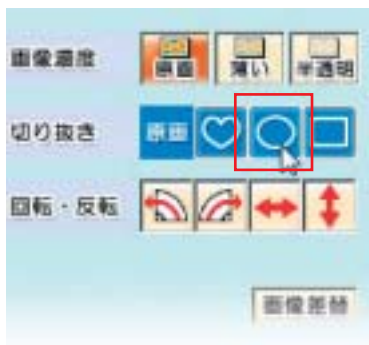 画像濃度 原画 薄い 半透明
切り抜き 原画
回転・反転
画像差替